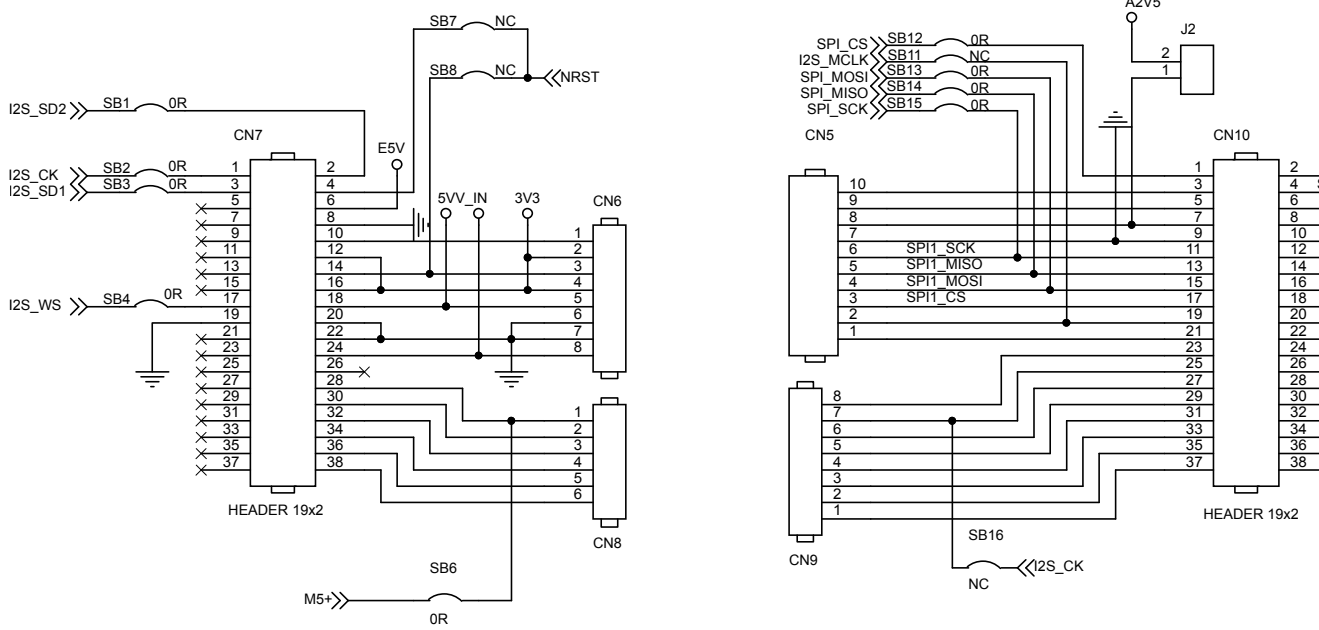 SB7 NC
SB8 NC
NRST
I2S_SD2 SB1 0R
CN7
E5V
I2S_CK SB2 0R
I2S_SD1 SB3 0R
I2S_WS SB4 0R
5VV_IN
3V3
CN6
1 2
3 4
5 6
7 8
9 10
11 12
13 14
15 16
17 18
19 20
21 22
23 24
25 26
27 28
29 30
31 32
33 34
35 36
37 38
HEADER 19x2
1
2
3
4
5
6
7
8
1
2
3
4
5
6
CN8
SB6
M5+
0R
A2V5
J2
2
1
SPI_CS SB12 0R
I2S_MCLK SB11 NC
SPI_MOSI SB13 0R
SPI_MISO SB14 0R
SPI_SCK SB15 0R
CN5
CN10
10
9
8
7
6 SPI1_SCK
5 SPI1_MISO
4 SPI1_MOSI
3 SPI1_CS
2
1
1 2
3 4
5 6
7 8
9 10
11 12
13 14
15 16
17 18
19 20
21 22
23 24
25 26
27 28
29 30
31 32
33 34
35 36
37 38
HEADER 19x2
8
7
6
5
4
3
2
1
CN9
SB16
I2S_CK
NC